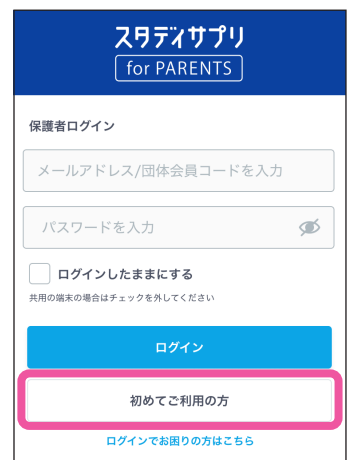 スタディサプリ
for PARENTS
保護者ログイン
メールアドレス/団体会員コードを入力
パスワードを入力
ログインしたままにする
共用の端末の場合はチェックを外してください
ログイン
初めてご利用の方
ログインでお困りの方はこちら